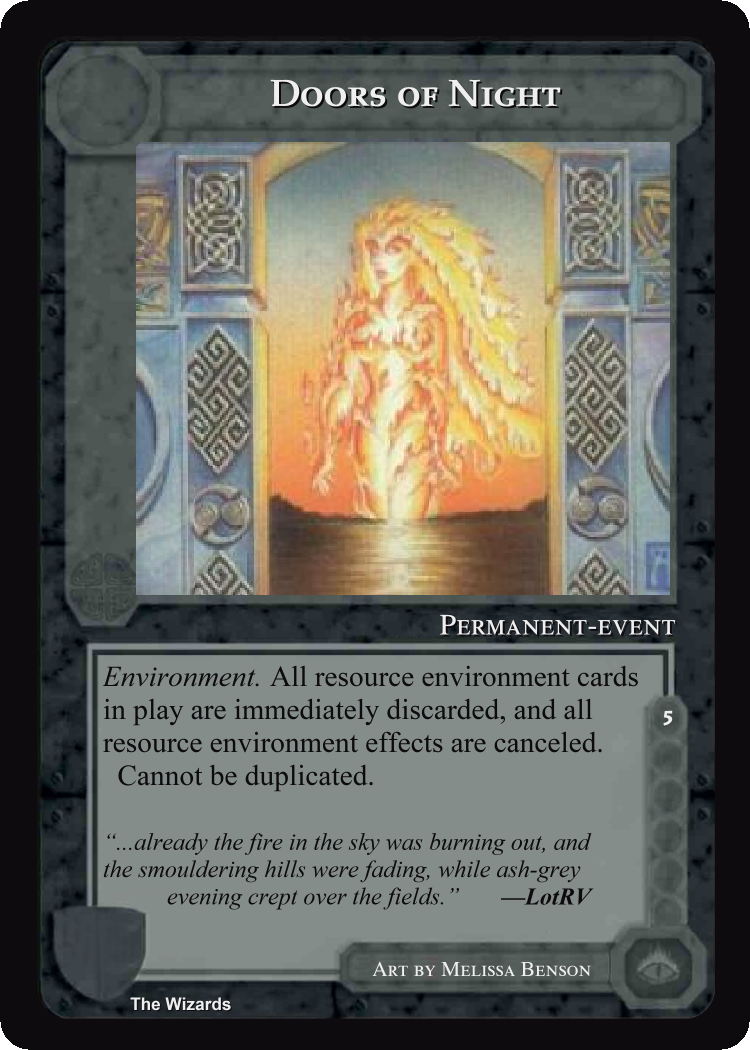 Doors of Night
Permanent-event
Environment. All resource environment cards
in play are immediately discarded, and all
resource environment effects are canceled.
Cannot be duplicated.
5
“...already the fire in the sky was burning out, and
the smouldering hills were fading, while ash-grey
evening crept over the fields.” —LotRV
Art by Melissa Benson
The Wizards